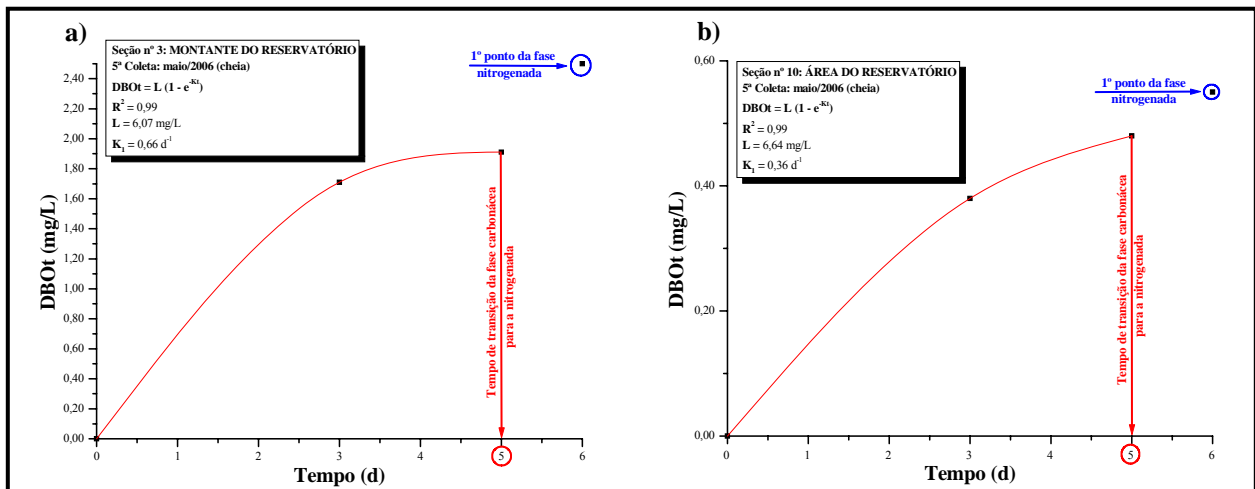 a)
Seção nº 3: MONTANTE DO RESERVATÓRIO
5ª Coleta: maio/2006 (cheia)
DBOt = L (1 - e^-Kt)
R² = 0,99
L = 6,07 mg/L
K₁ = 0,66 d⁻¹
1º ponto da fase
nitrogenada
2,50
2,40
2,20
2,00
1,80
1,60
1,40
1,20
1,00
0,80
0,60
0,40
0,20
0,00
DBOt (mg/L)
Tempo de transição da fase carbonácea
para a nitrogenada
0
1
2
3
4
5
6
Tempo (d)
b)
Seção nº 10: ÁREA DO RESERVATÓRIO
5ª Coleta: maio/2006 (cheia)
DBOt = L (1 - e^-Kt)
R² = 0,99
L = 6,64 mg/L
K₁ = 0,36 d⁻¹
1º ponto da fase
nitrogenada
0,60
0,40
0,20
0,00
DBOt (mg/L)
Tempo de transição da fase carbonácea
para a nitrogenada
0
1
2
3
4
5
6
Tempo (d)